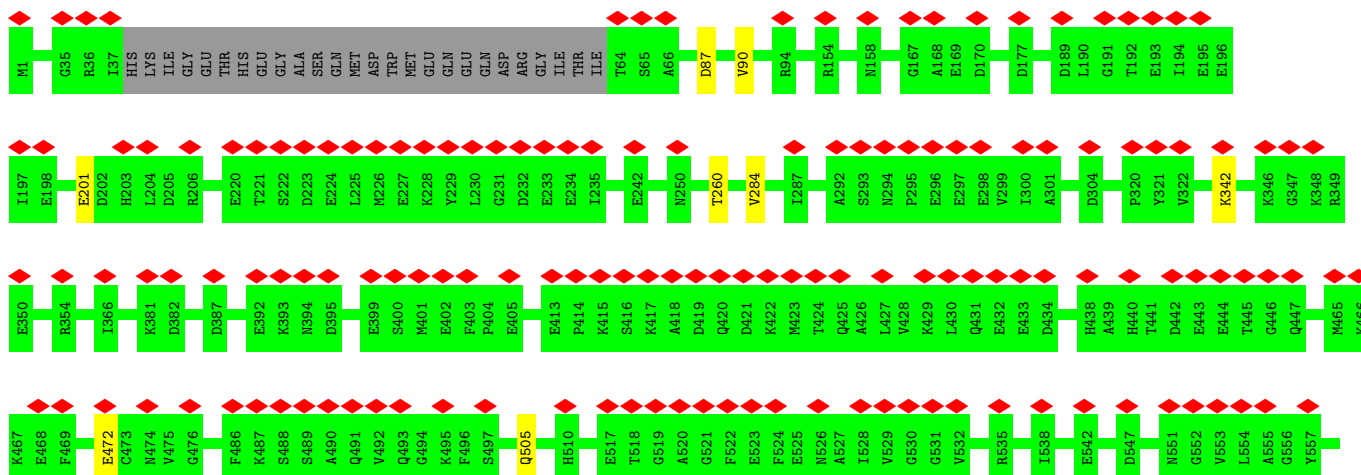 M1 G35 R36 I37 HIS LYS ILE GLY GLU THR HIS GLU GLY ALA SER GLN MET ASP TRP MET GLU GLN GLU GLN ASP ARG GLY ILE THR ILE T64 S65 A66 D87 V90 R94 R154 N158 G167 A168 E169 D170 D177 D189 L190 G191 T192 E193 I194 E195 E196
I197 E198 E201 D202 H203 L204 D205 R206 E220 T221 S222 D223 E224 L225 M226 E227 K228 Y229 L230 G231 D232 E233 E234 I235 E242 N250 T260 V284 I287 A292 S293 N294 P295 E296 E297 E298 V299 I300 A301 D304 P320 Y321 V322 K342 K346 G347 K348 R349
E350 R354 I366 K381 D382 D387 E392 K393 N394 D395 E399 S400 M401 E402 F403 P404 E405 E413 P414 K415 S416 K417 A418 D419 Q420 D421 K422 M423 T424 Q425 A426 L427 V428 K429 L430 Q431 E432 E433 D434 H438 A439 H440 T441 D442 E443 E444 T445 G446 Q447 M465 K466
K467 E468 F469 E472 C473 N474 V475 G476 F486 K487 S488 S489 A490 Q491 V492 Q493 G494 K495 F496 S497 Q505 H510 E517 T518 G519 A520 G521 F522 E523 F524 E525 N526 A527 I528 V529 G530 G531 V532 R535 I538 E542 D547 N551 G552 V553 L554 A555 G556 Y557